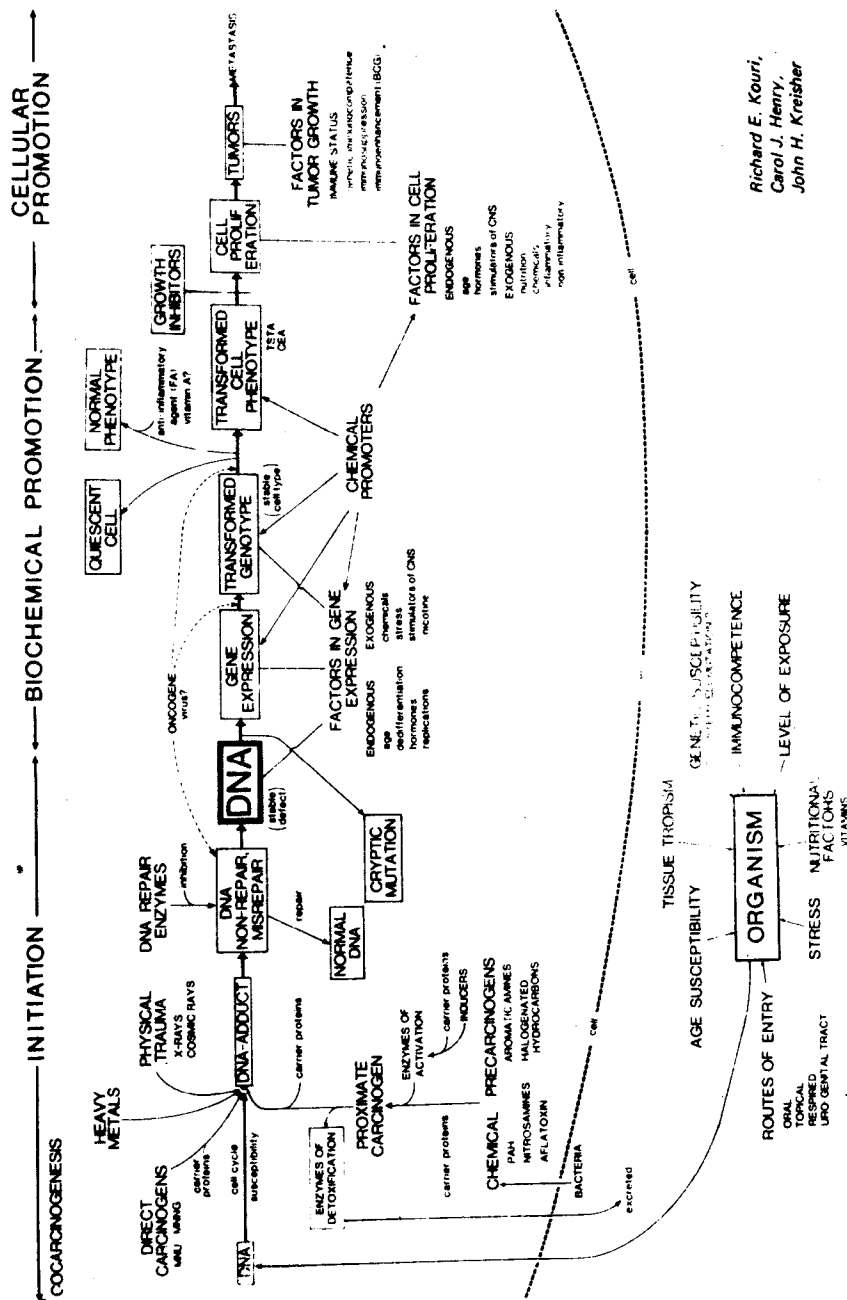 COCARCINOGENESIS
INITIATION
BIOCHEMICAL PROMOTION
CELLULAR
PROMOTION
DIRECT
CARCINOGENS
MNU MNNG
HEAVY
METALS
PHYSICAL
TRAUMA
X-RAYS
COSMIC RAYS
DNA REPAIR
ENZYMES
inhibition
ONCOGENE
virus?
QUIESCENT
CELL
NORMAL
PHENOTYPE
anti-inflammatory
agent (FA)
vitamin A?
GROWTH
INHIBITORS
carrier
proteins
cell cycle
susceptibility
DNA
DNA-ADDUCT
DNA
NON-REPAIR,
MISREPAIR
DNA
(stable
defect)
GENE
EXPRESSION
TRANSFORMED
GENOTYPE
(stable
cell type)
TRANSFORMED
CELL
PHENOTYPE
TSTA
CEA
CELL
PROLIF
ERATION
TUMORS
METASTASIS
carrier proteins
repair
NORMAL
DNA
CRYPTIC
MUTATION
FACTORS IN GENE
EXPRESSION
ENDOGENOUS
age
dedifferentiation
hormones
replications
EXOGENOUS
chemicals
stress
stimulators of CNS
nicotine
CHEMICAL
PROMOTERS
FACTORS IN
TUMOR GROWTH
IMMUNE STATUS
genetic immunocompetence
immunosuppression
immunoenhancement (BCG)
FACTORS IN CELL
PROLIFERATION
ENDOGENOUS
age
hormones
stimulators of CNS
EXOGENOUS
nutrition
chemicals
inflammatory
non inflammatory
ENZYMES OF
DETOXIFICATION
PROXIMATE
CARCINOGEN
ENZYMES OF
ACTIVATION
carrier proteins
INDUCERS
carrier proteins
CHEMICAL PRECARCINOGENS
PAH
NITROSAMINES
AFLATOXIN
AROMATIC AMINES
HALOGENATED
HYDROCARBONS
BACTERIA
excreted
cell
cell
ROUTES OF ENTRY
ORAL
TOPICAL
RESPIRED
URO GENITAL TRACT
AGE SUSCEPTIBILITY
TISSUE TROPISM
GENETIC SUSCEPTIBILITY
IMMUNOCOMPETENCE
LEVEL OF EXPOSURE
ORGANISM
STRESS
NUTRITIONAL
FACTORS
VITAMINS
Richard E. Kouri,
Carol J. Henry,
John H. Kreisher